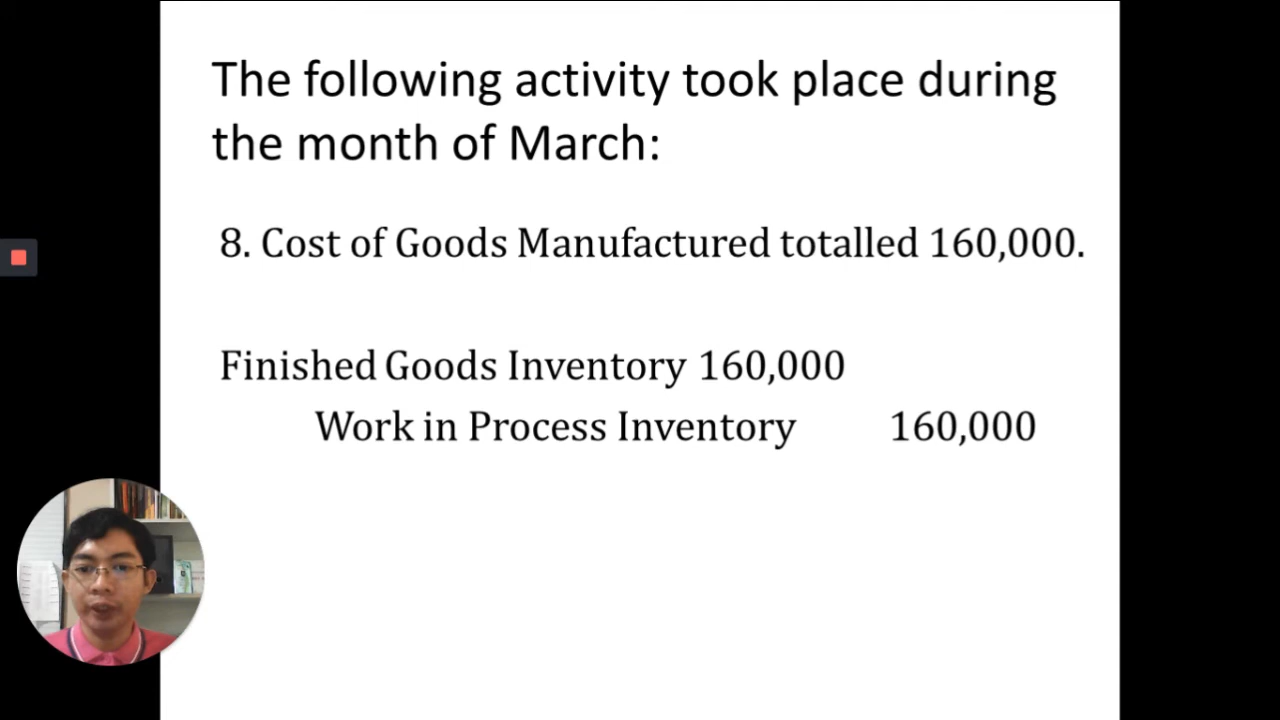 The following activity took place during
the month of March:
8. Cost of Goods Manufactured totalled 160,000.
Finished Goods Inventory 160,000
Work in Process Inventory 160,000